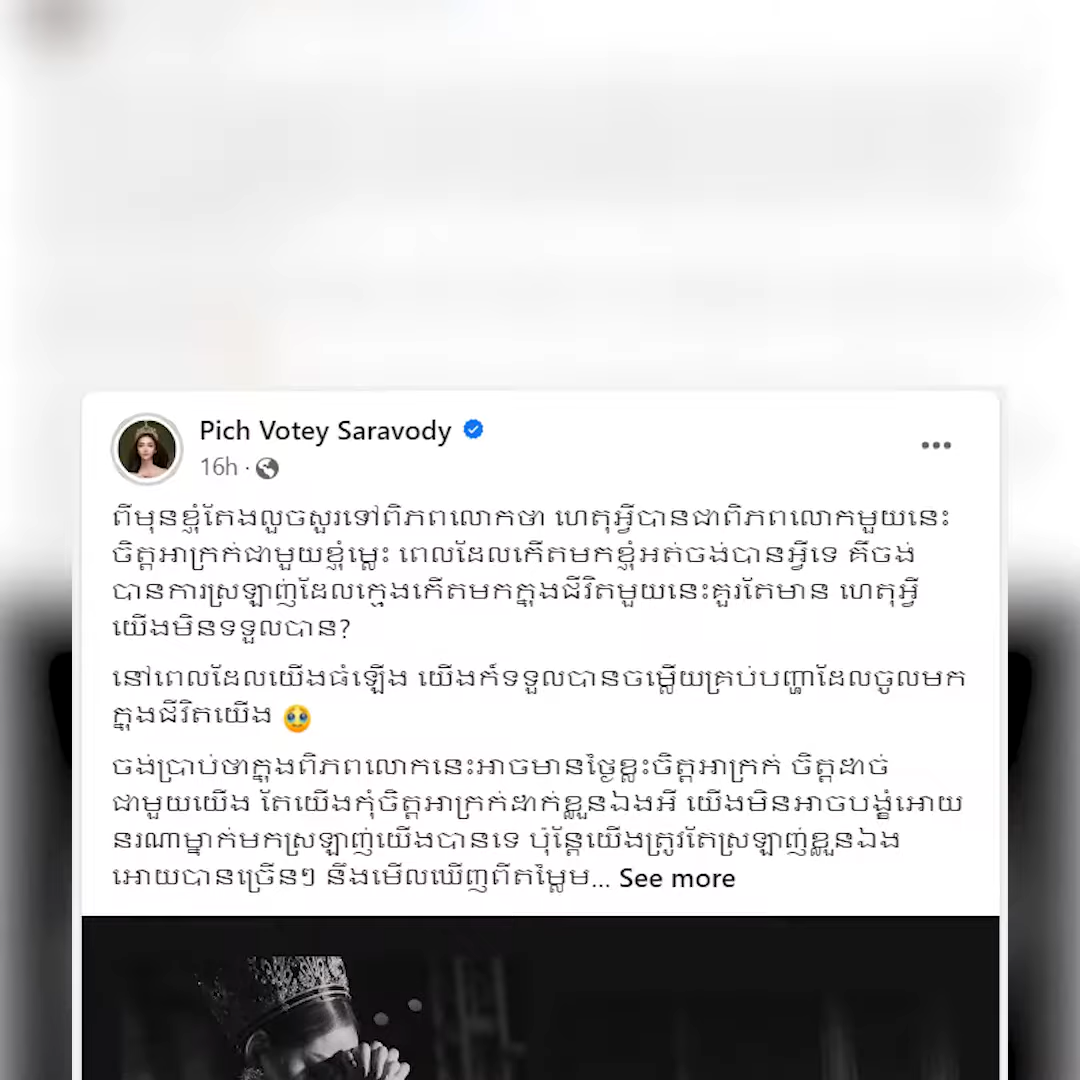 Pich Votey Saravody
16h ·
ពីមុនខ្ញុំតែងលួចសួរទៅពិភពលោកថា ហេតុអ្វីបានជាពិភពលោកមួយនេះ
ចិត្តអាក្រក់ជាមួយខ្ញុំម្លេះ ពេលដែលកើតមកខ្ញុំអត់ចង់បានអ្វីទេ គឺចង់
បានការស្រឡាញ់ដែលក្មេងកើតមកក្នុងជីវិតមួយនេះគួរតែមាន ហេតុអ្វី
យើងមិនទទួលបាន?
នៅពេលដែលយើងធំឡើង យើងក៍ទទួលបានចម្លើយគ្រប់បញ្ហាដែលចូលមក
ក្នុងជីវិតយើង 🥹
ចង់ប្រាប់ថាក្នុងពិភពលោកនេះអាចមានថ្ងៃខ្លះចិត្តអាក្រក់ ចិត្តដាច់
ជាមួយយើង តែយើងកុំចិត្តអាក្រក់ដាក់ខ្លួនឯងអី យើងមិនអាចបង្ខំអោយ
នរណាម្នាក់មកស្រឡាញ់យើងបានទេ ប៉ុន្តែយើងត្រូវតែស្រឡាញ់ខ្លួនឯង
អោយបានច្រើនៗ នឹងមើលឃើញពីតម្លៃម... See more